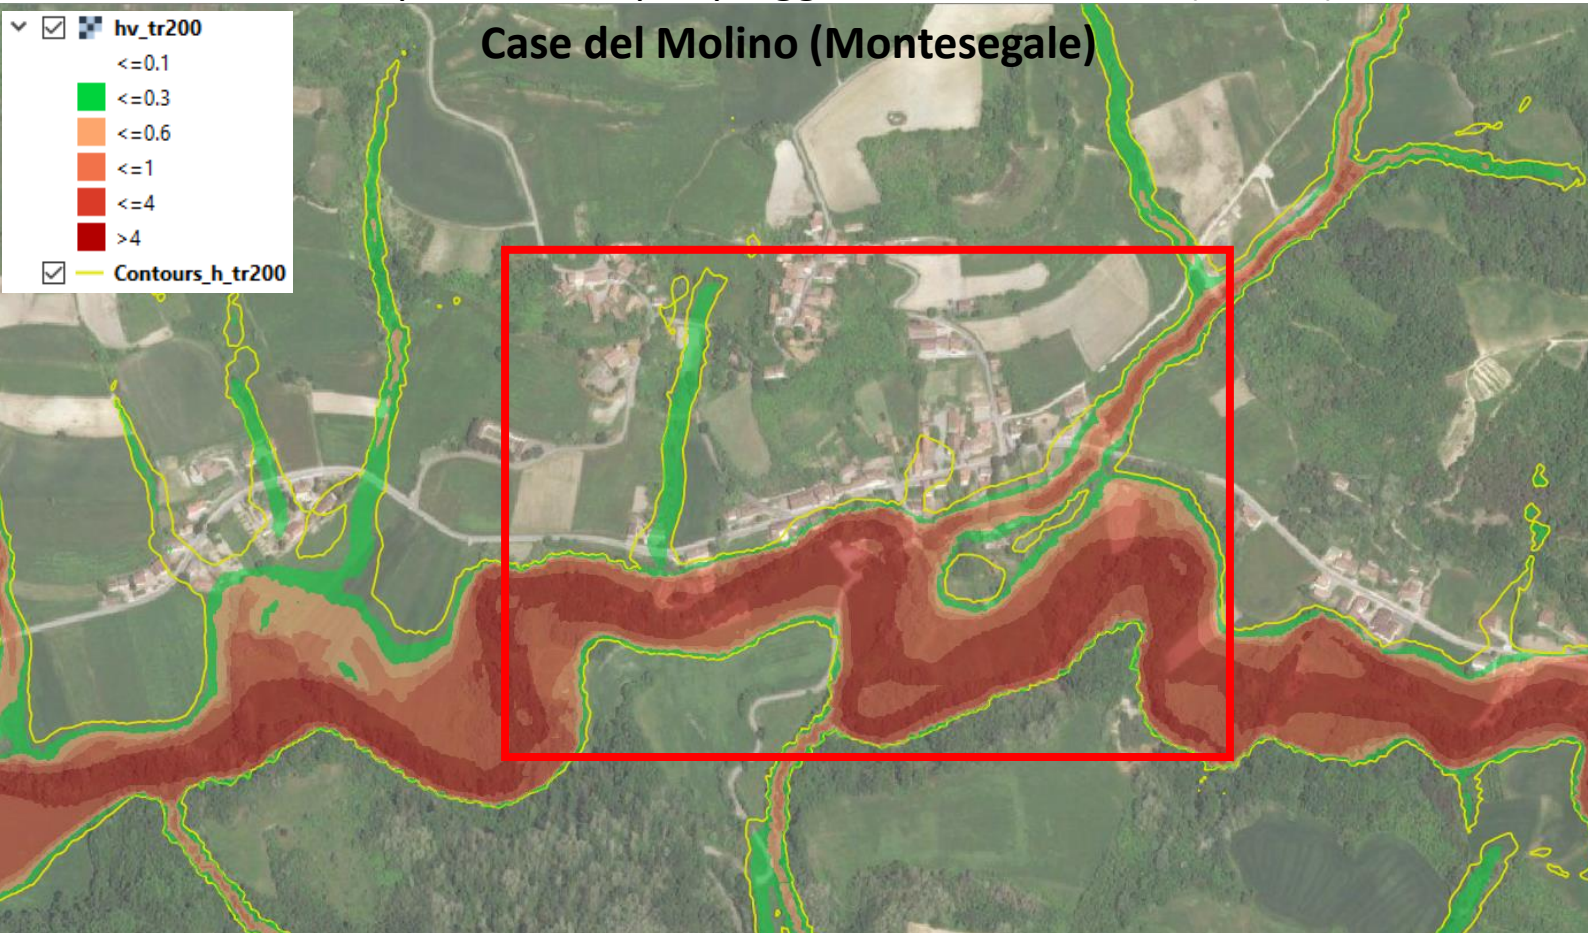 Case del Molino (Montesegale)
hv_tr200
<=0.1
<=0.3
<=0.6
<=1
<=4
>4
Contours_h_tr200